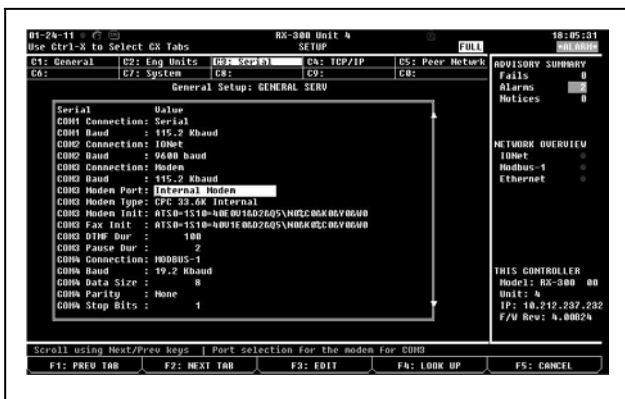 01-24-11 RX-300 Unit 4 18:05:31
Use Ctrl-X to Select CX Tabs SETUP FULL *ALARM*
C1: General C2: Eng Units C3: Serial C4: TCP/IP C5: Peer Netwrk
C6: C7: System C8: C9: C0:
General Setup: GENERAL SERV
Serial Value
COM1 Connection: Serial
COM1 Baud : 115.2 Kbaud
COM2 Connection: IONet
COM2 Baud : 9600 baud
COM3 Connection: Modem
COM3 Baud : 115.2 Kbaud
COM3 Modem Port: Internal Modem
COM3 Modem Type: CPC 33.6K Internal
COM3 Modem Init:
COM3 Fax Init :
COM3 DTMF Dur : 100
COM3 Pause Dur : 2
COM4 Connection: MODBUS-1
COM4 Baud : 19.2 Kbaud
COM4 Data Size : 8
COM4 Parity : None
COM4 Stop Bits : 1
ADVISORY SUMMARY
Fails 0
Alarms 2
Notices 0
NETWORK OVERVIEW
IONet
Modbus-1
Ethernet
THIS CONTROLLER
Model: RX-300 00
Unit: 4
IP: 10.212.237.232
F/W Rev: 4.00B24
Scroll using Next/Prev keys | Port selection for the modem for COM3
F1: PREV TAB F2: NEXT TAB F3: EDIT F4: LOOK UP F5: CANCEL